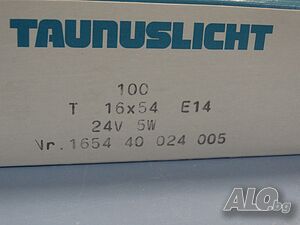 TAUNUSLICHT
100
T 16x54 E14
24V 5W
Nr. 1654 40 024 005
ALO.bg